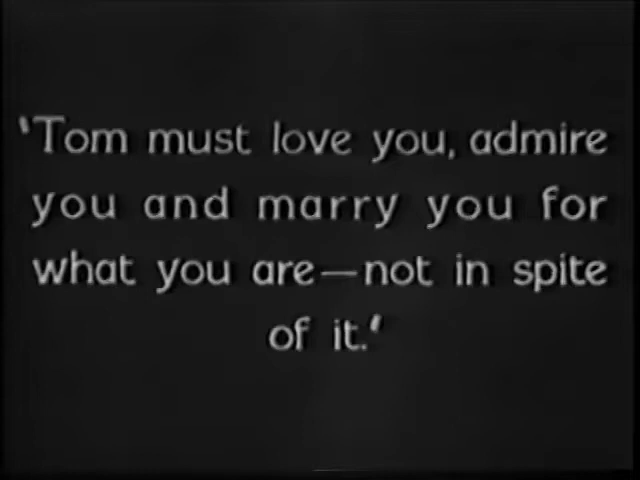 'Tom must love you, admire
you and marry you for
what you are—not in spite
of it.'